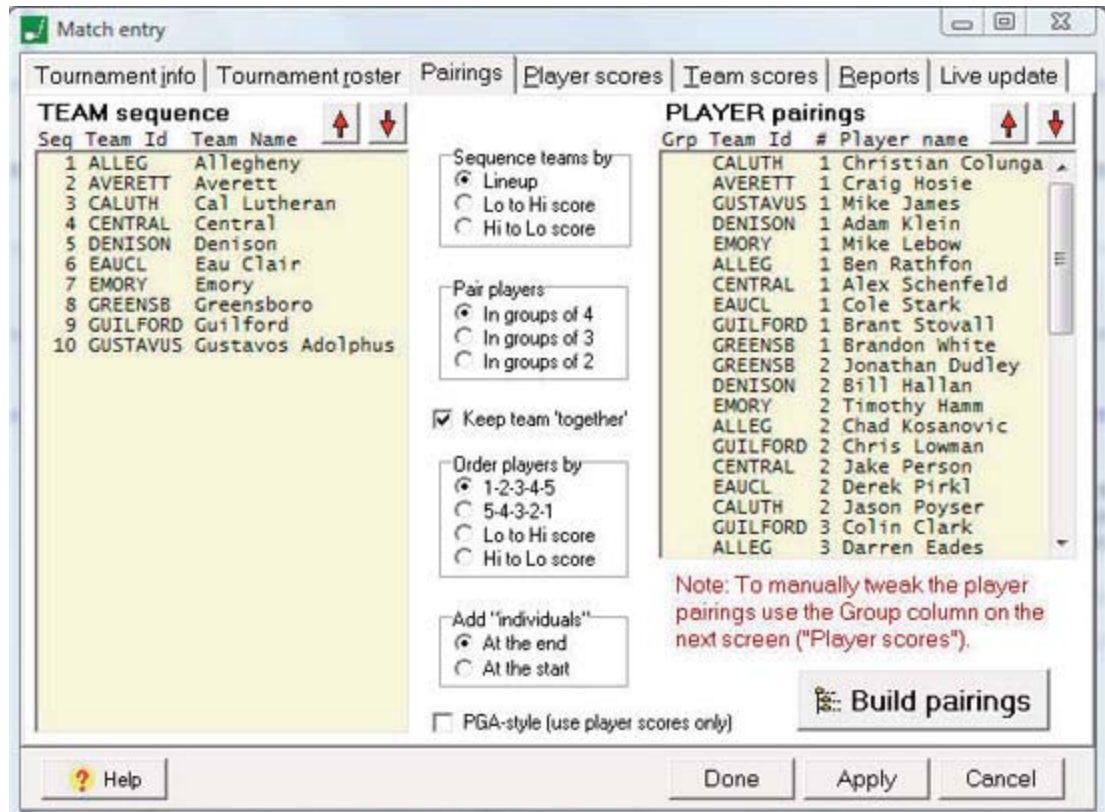 Match entry
Tournament info Tournament roster Pairings Player scores Team scores Reports Live update
TEAM sequence
Seq Team Id Team Name
1 ALLEG Allegheny
2 AVERETT Averett
3 CALUTH Cal Lutheran
4 CENTRAL Central
5 DENISON Denison
6 EAUCL Eau Clair
7 EMORY Emory
8 GREENSB Greensboro
9 GUILFORD Guilford
10 GUSTAVUS Gustavos Adolphus
Sequence teams by
Lineup
Lo to Hi score
Hi to Lo score
Pair players
In groups of 4
In groups of 3
In groups of 2
Keep team 'together'
Order players by
1-2-3-4-5
5-4-3-2-1
Lo to Hi score
Hi to Lo score
Add "individuals"
At the end
At the start
PGA-style (use player scores only)
PLAYER pairings
Grp Team Id # Player name
CALUTH 1 Christian Colunga
AVERETT 1 Craig Hosie
GUSTAVUS 1 Mike James
DENISON 1 Adam Klein
EMORY 1 Mike Lebow
ALLEG 1 Ben Rathfon
CENTRAL 1 Alex Schenfeld
EAUCL 1 Cole Stark
GUILFORD 1 Brant Stovall
GREENSB 1 Brandon White
GREENSB 2 Jonathan Dudley
DENISON 2 Bill Hallan
EMORY 2 Timothy Hamm
ALLEG 2 Chad Kosanovic
GUILFORD 2 Chris Lowman
CENTRAL 2 Jake Person
EAUCL 2 Derek Pirkl
CALUTH 2 Jason Poyser
GUILFORD 3 Colin Clark
ALLEG 3 Darren Eades
Note: To manually tweak the player
pairings use the Group column on the
next screen ("Player scores").
Build pairings
? Help
Done Apply Cancel